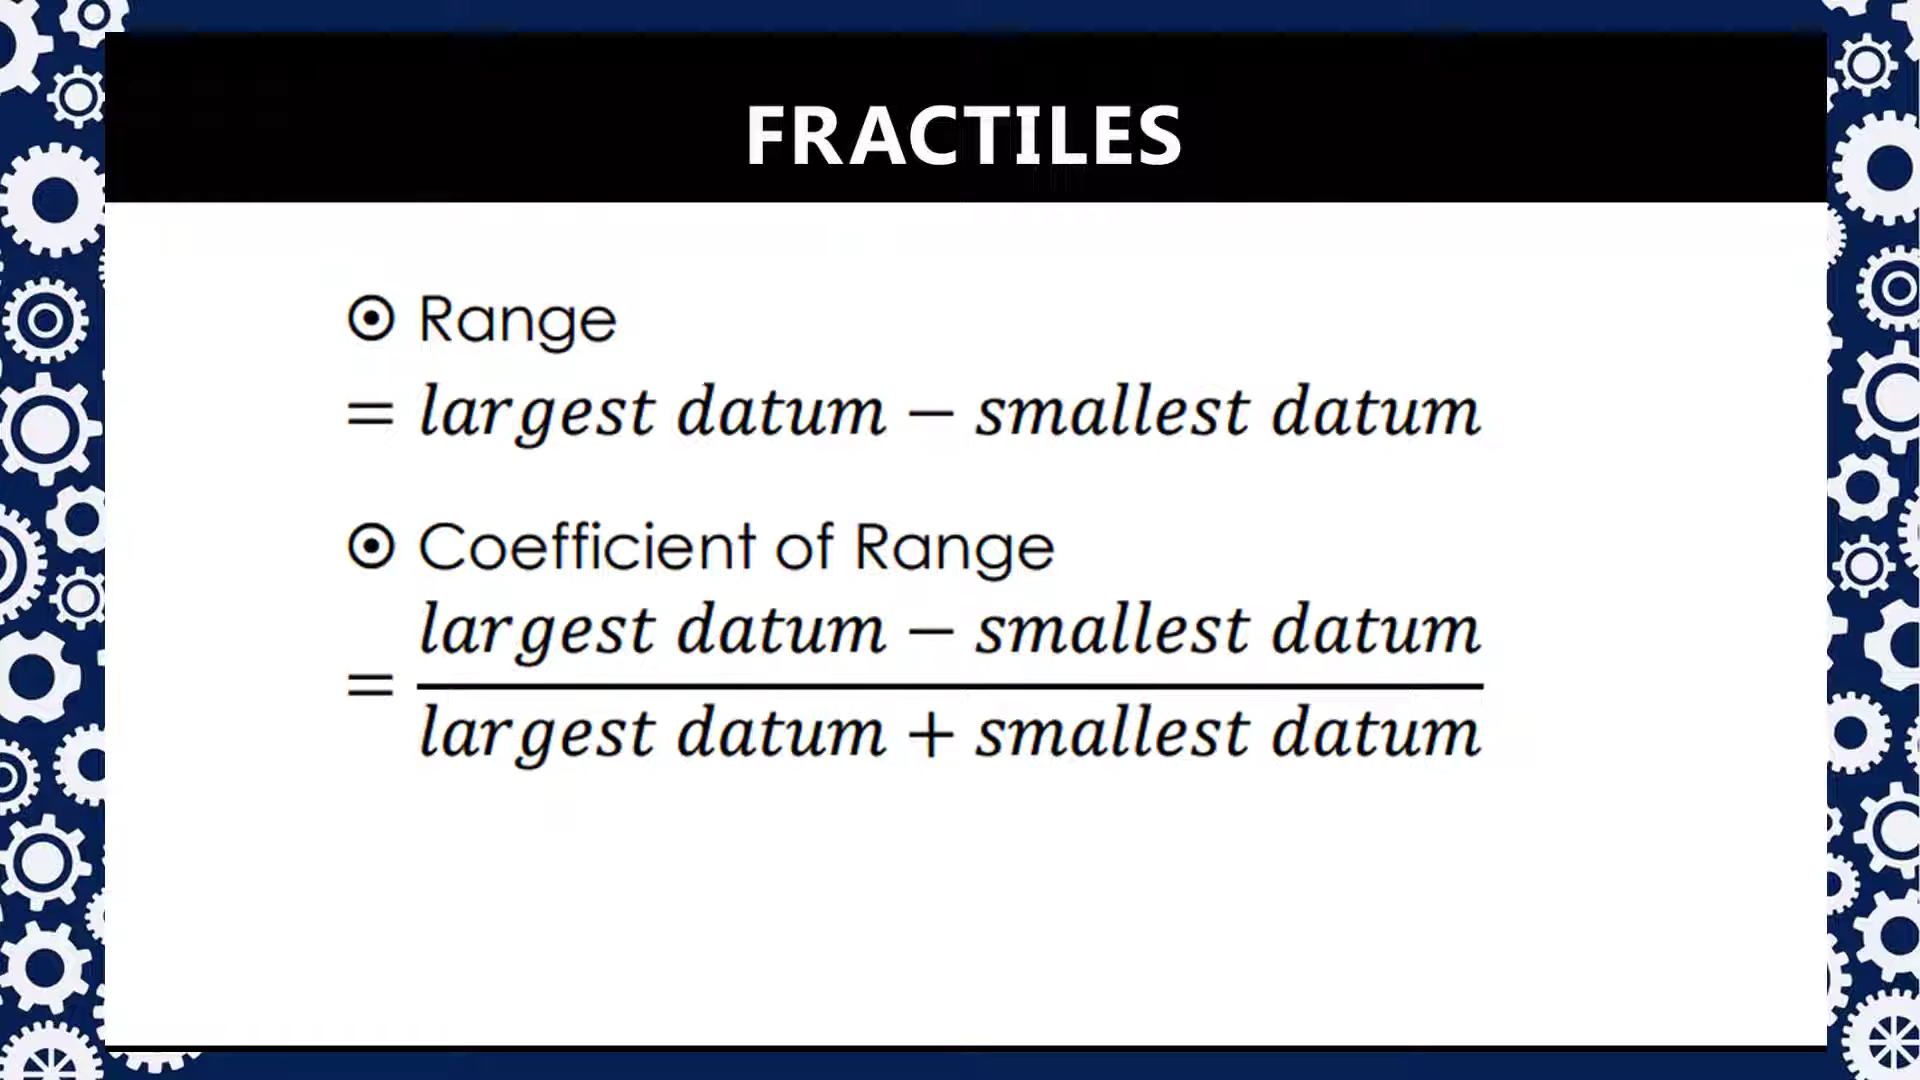 FRACTILES
⊙ Range
= largest datum − smallest datum
⊙ Coefficient of Range
largest datum − smallest datum
=
largest datum + smallest datum